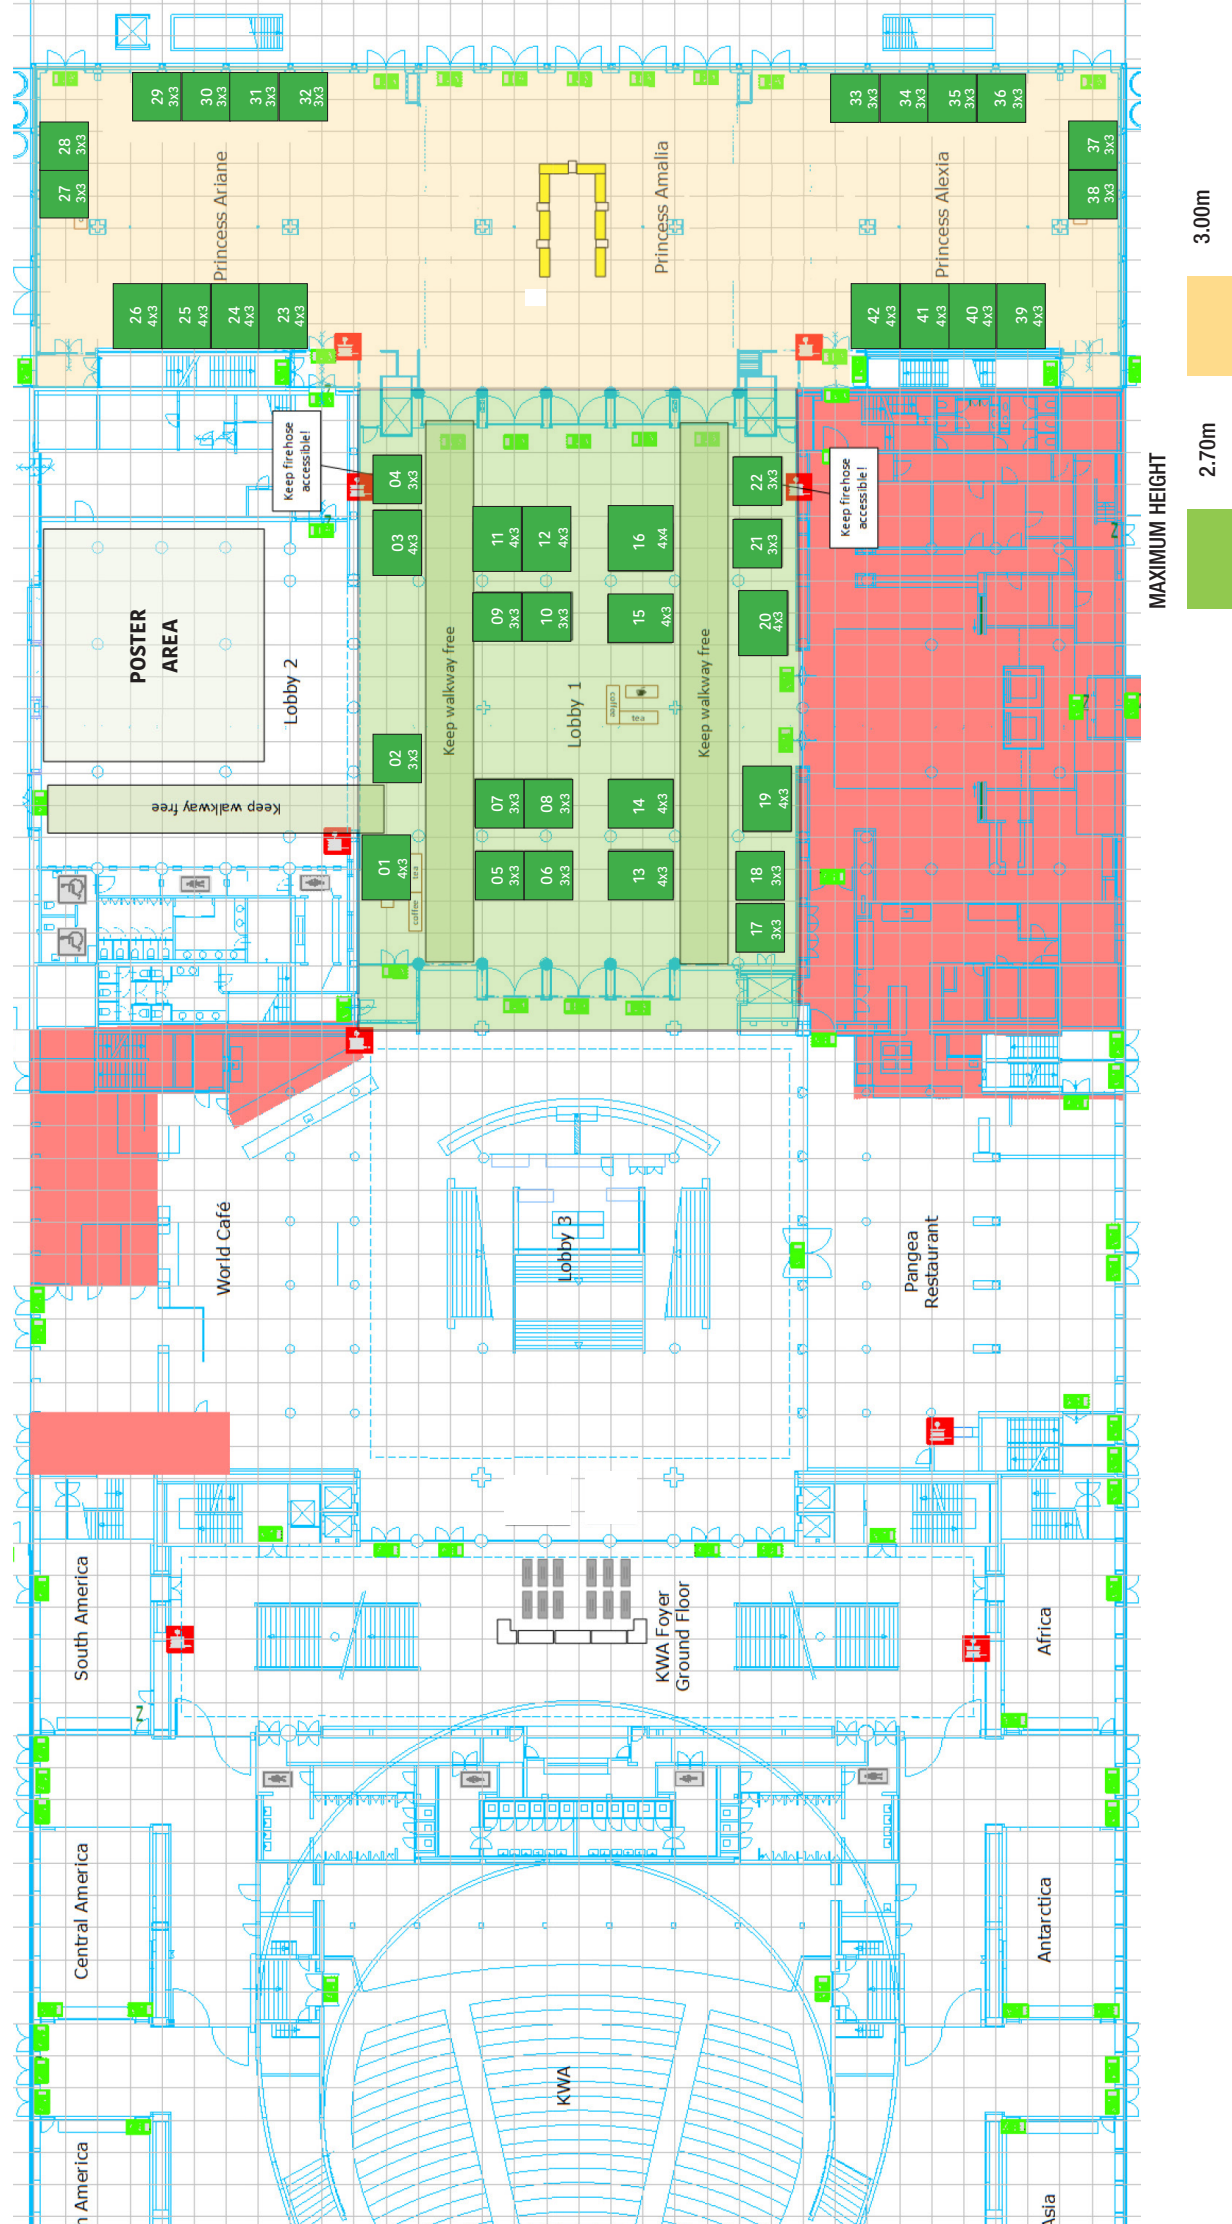 29
3x3
30
3x3
31
3x3
32
3x3
33
3x3
34
3x3
35
3x3
36
3x3
28
3x3
27
3x3
37
3x3
38
3x3
Princess Ariane
Princess Amalia
Princess Alexia
26
4x3
25
4x3
24
4x3
23
4x3
42
4x3
41
4x3
40
4x3
39
4x3
3.00m
2.70m
MAXIMUM HEIGHT
Keep firehose
accessible!
04
3x3
22
3x3
Keep firehose
accessible!
03
4x3
11
4x3
12
4x3
16
4x4
21
3x3
09
3x3
10
3x3
15
4x3
20
4x3
POSTER
AREA
Lobby 2
Keep walkway free
Lobby 1
coffee
tea
Keep walkway free
02
3x3
07
3x3
08
3x3
14
4x3
19
4x3
Keep walkway free
01
4x3
tea
coffee
05
3x3
06
3x3
13
4x3
18
3x3
17
3x3
World Café
Lobby 3
Pangea
Restaurant
South America
KWA Foyer
Ground Floor
Africa
Z
Central America
Antarctica
KWA
America
Asia